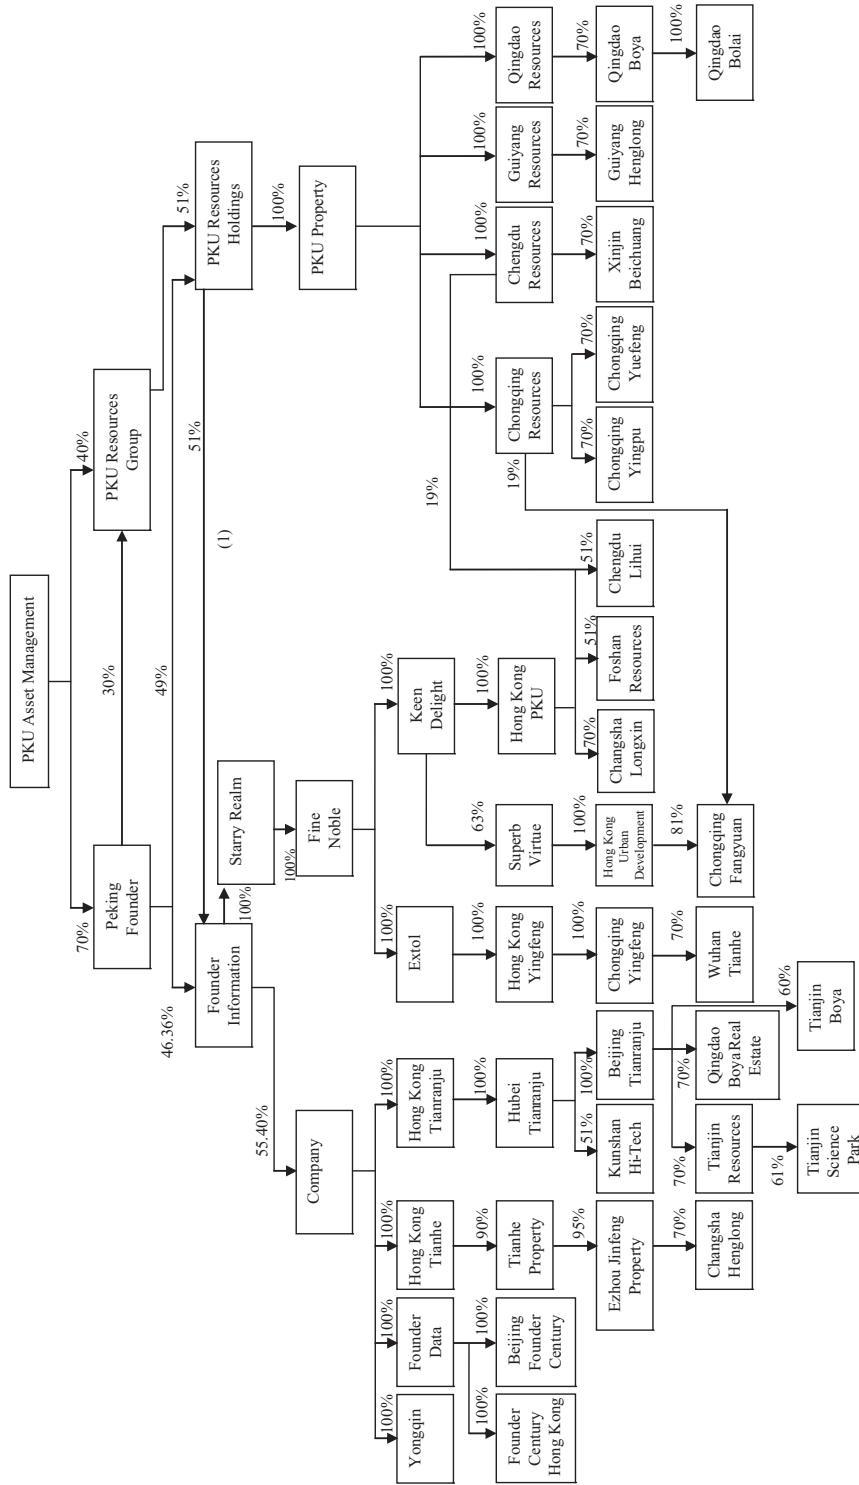 PKU Asset Management
70%
40%
Peking
Founder
30%
PKU Resources
Group
46.36%
49%
51%
Founder
Information
51%
(1)
PKU Resources
Holdings
100%
Starry Realm
100%
55.40%
100%
Company
Fine
Noble
PKU Property
100%
100%
100%
100%
100%
100%
Yongqin
Founder
Data
Hong Kong
Tianhe
Hong Kong
Tianranju
Extol
Keen
Delight
19%
100%
100%
90%
100%
100%
63%
100%
19%
100%
100%
100%
100%
Founder
Century
Hong Kong
Beijing
Founder
Century
Tianhe
Property
Hubei
Tianranju
Hong Kong
Yingfeng
Superb
Virtue
Hong Kong
PKU
Chongqing
Resources
Chengdu
Resources
Guiyang
Resources
Qingdao
Resources
95%
51%
100%
100%
100%
70%
51%
51%
70%
70%
70%
70%
70%
Ezhou Jinfeng
Property
Kunshan
Hi-Tech
Beijing
Tianranju
Chongqing
Yingfeng
Hong Kong
Urban
Development
Changsha
Longxin
Foshan
Resources
Chengdu
Lihui
Chongqing
Yingpu
Chongqing
Yuefeng
Xinjin
Beichuang
Guiyang
Henglong
Qingdao
Boya
70%
70%
70%
70%
81%
100%
Changsha
Henglong
Tianjin
Resources
Qingdao
Boya Real
Estate
Wuhan
Tianhe
Chongqing
Fangyuan
Qingdao
Bolai
61%
60%
Tianjin
Science
Park
Tianjin
Boya